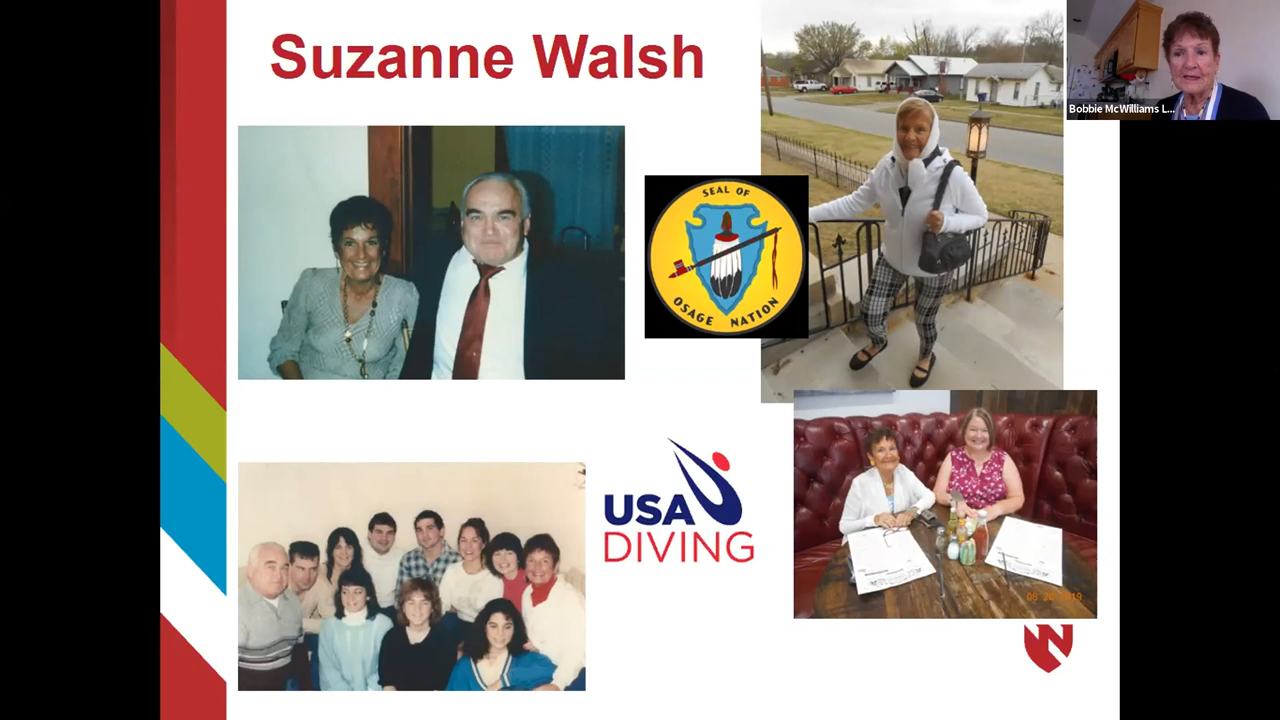 Suzanne Walsh
Bobbie McWilliams L...
SEAL OF
OSAGE NATION
USA
DIVING
N